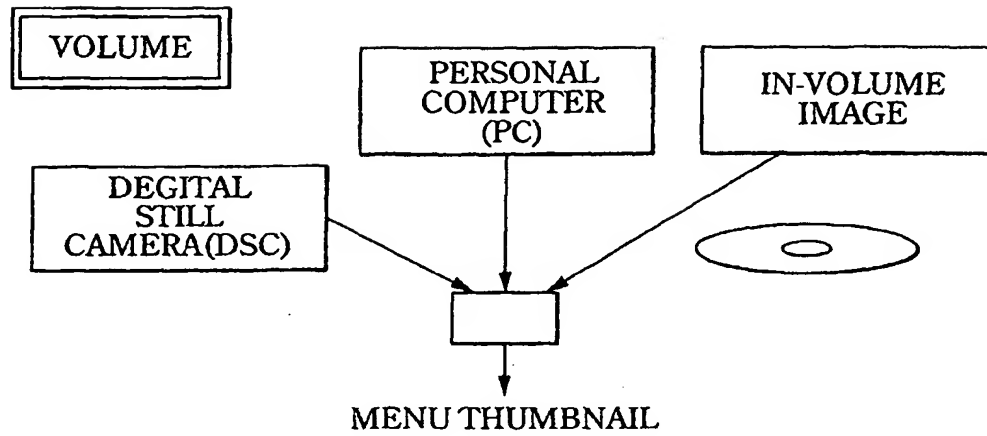 VOLUME
PERSONAL
COMPUTER
(PC)
IN-VOLUME
IMAGE
DEGITAL
STILL
CAMERA(DSC)
MENU THUMBNAIL